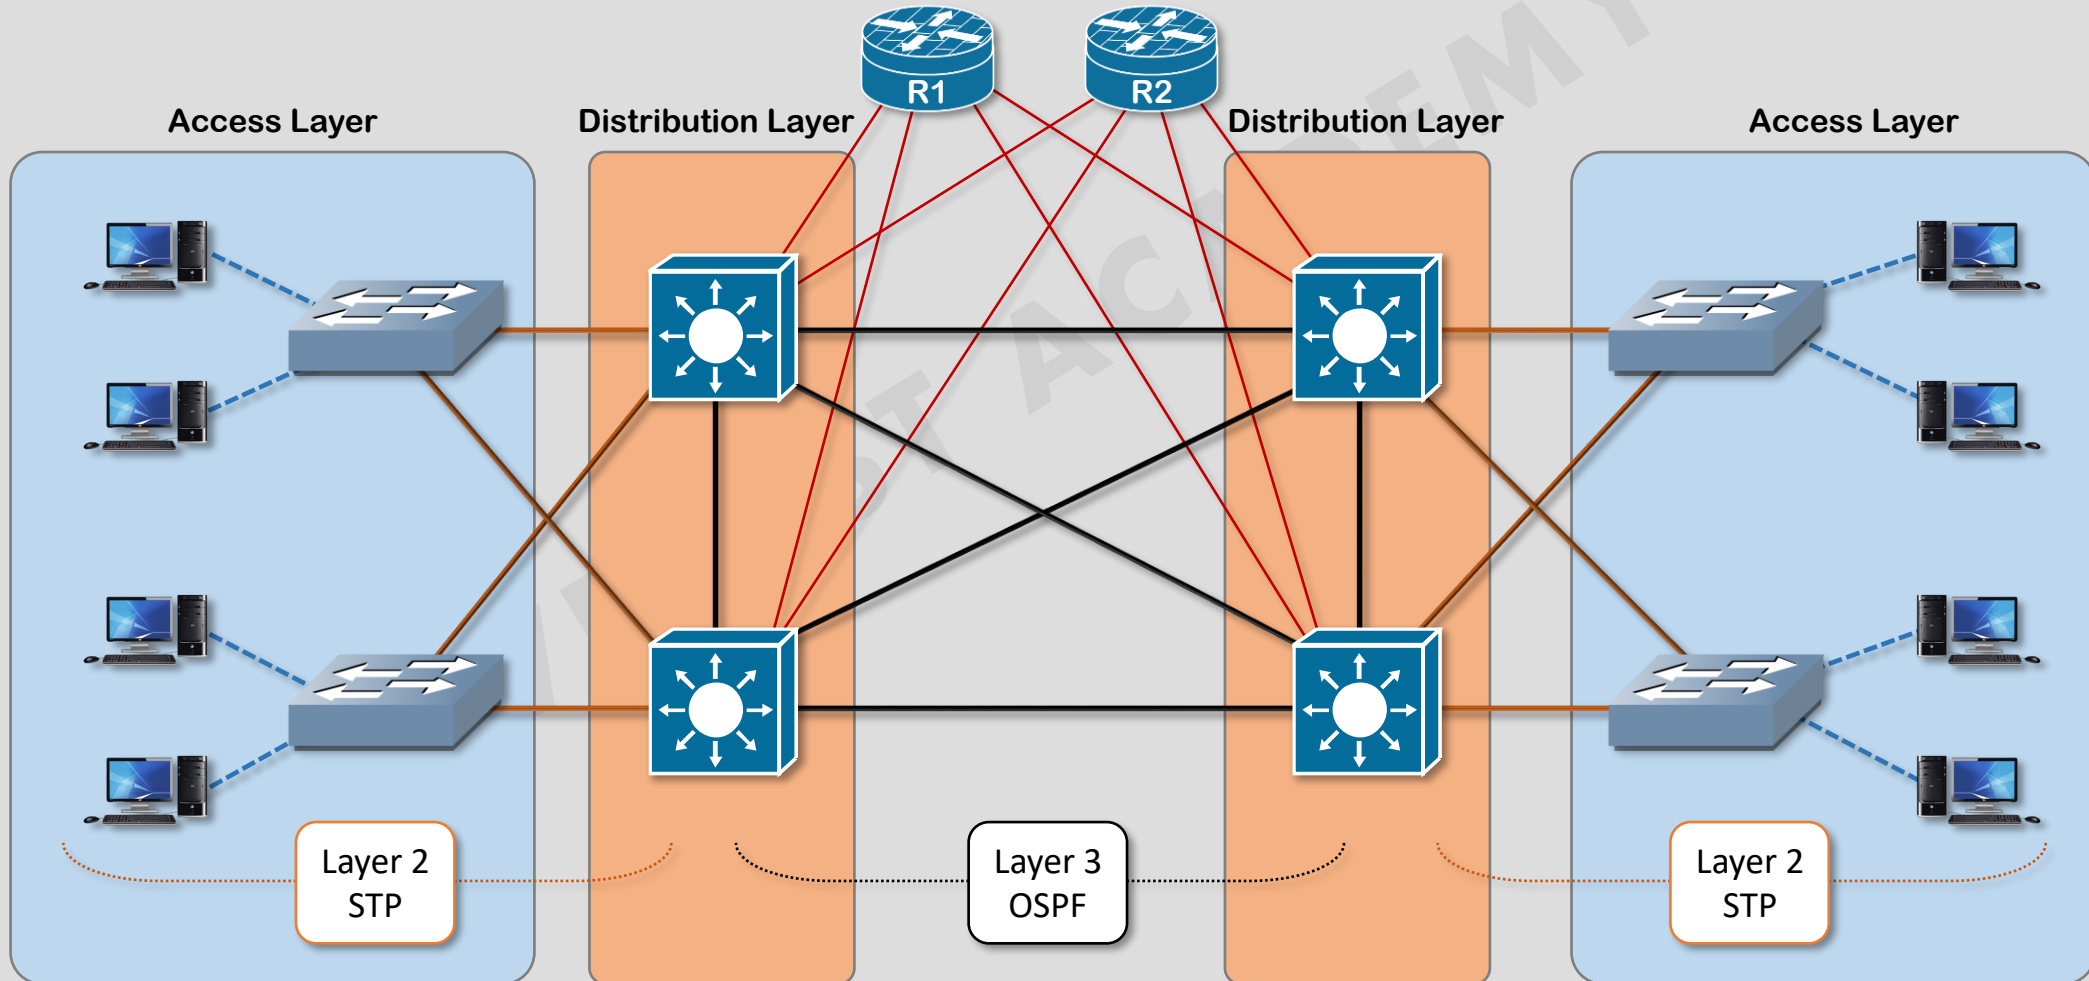 R1
R2
Access Layer
Distribution Layer
Distribution Layer
Access Layer
Layer 2
STP
Layer 3
OSPF
Layer 2
STP